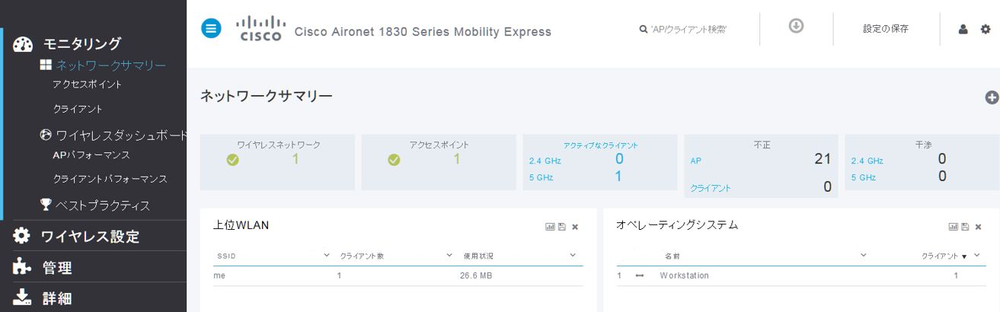 モニタリング
ネットワークサマリー
アクセスポイント
クライアント
ワイヤレスダッシュボード
APパフォーマンス
クライアントパフォーマンス
ベストプラクティス
ワイヤレス設定
管理
詳細
CISCO
Cisco Aironet 1830 Series Mobility Express
'AP/クライアント検索'
設定の保存
ネットワークサマリー
ワイヤレスネットワーク
1
アクセスポイント
1
アクティブなクライアント
2.4 GHz 0
5 GHz 1
不正
AP 21
クライアント 0
干渉
2.4 GHz 0
5 GHz 0
上位WLAN
SSID クライアント数 使用状況
me 1 26.6 MB
オペレーティングシステム
名前 クライアント
1 Workstation 1